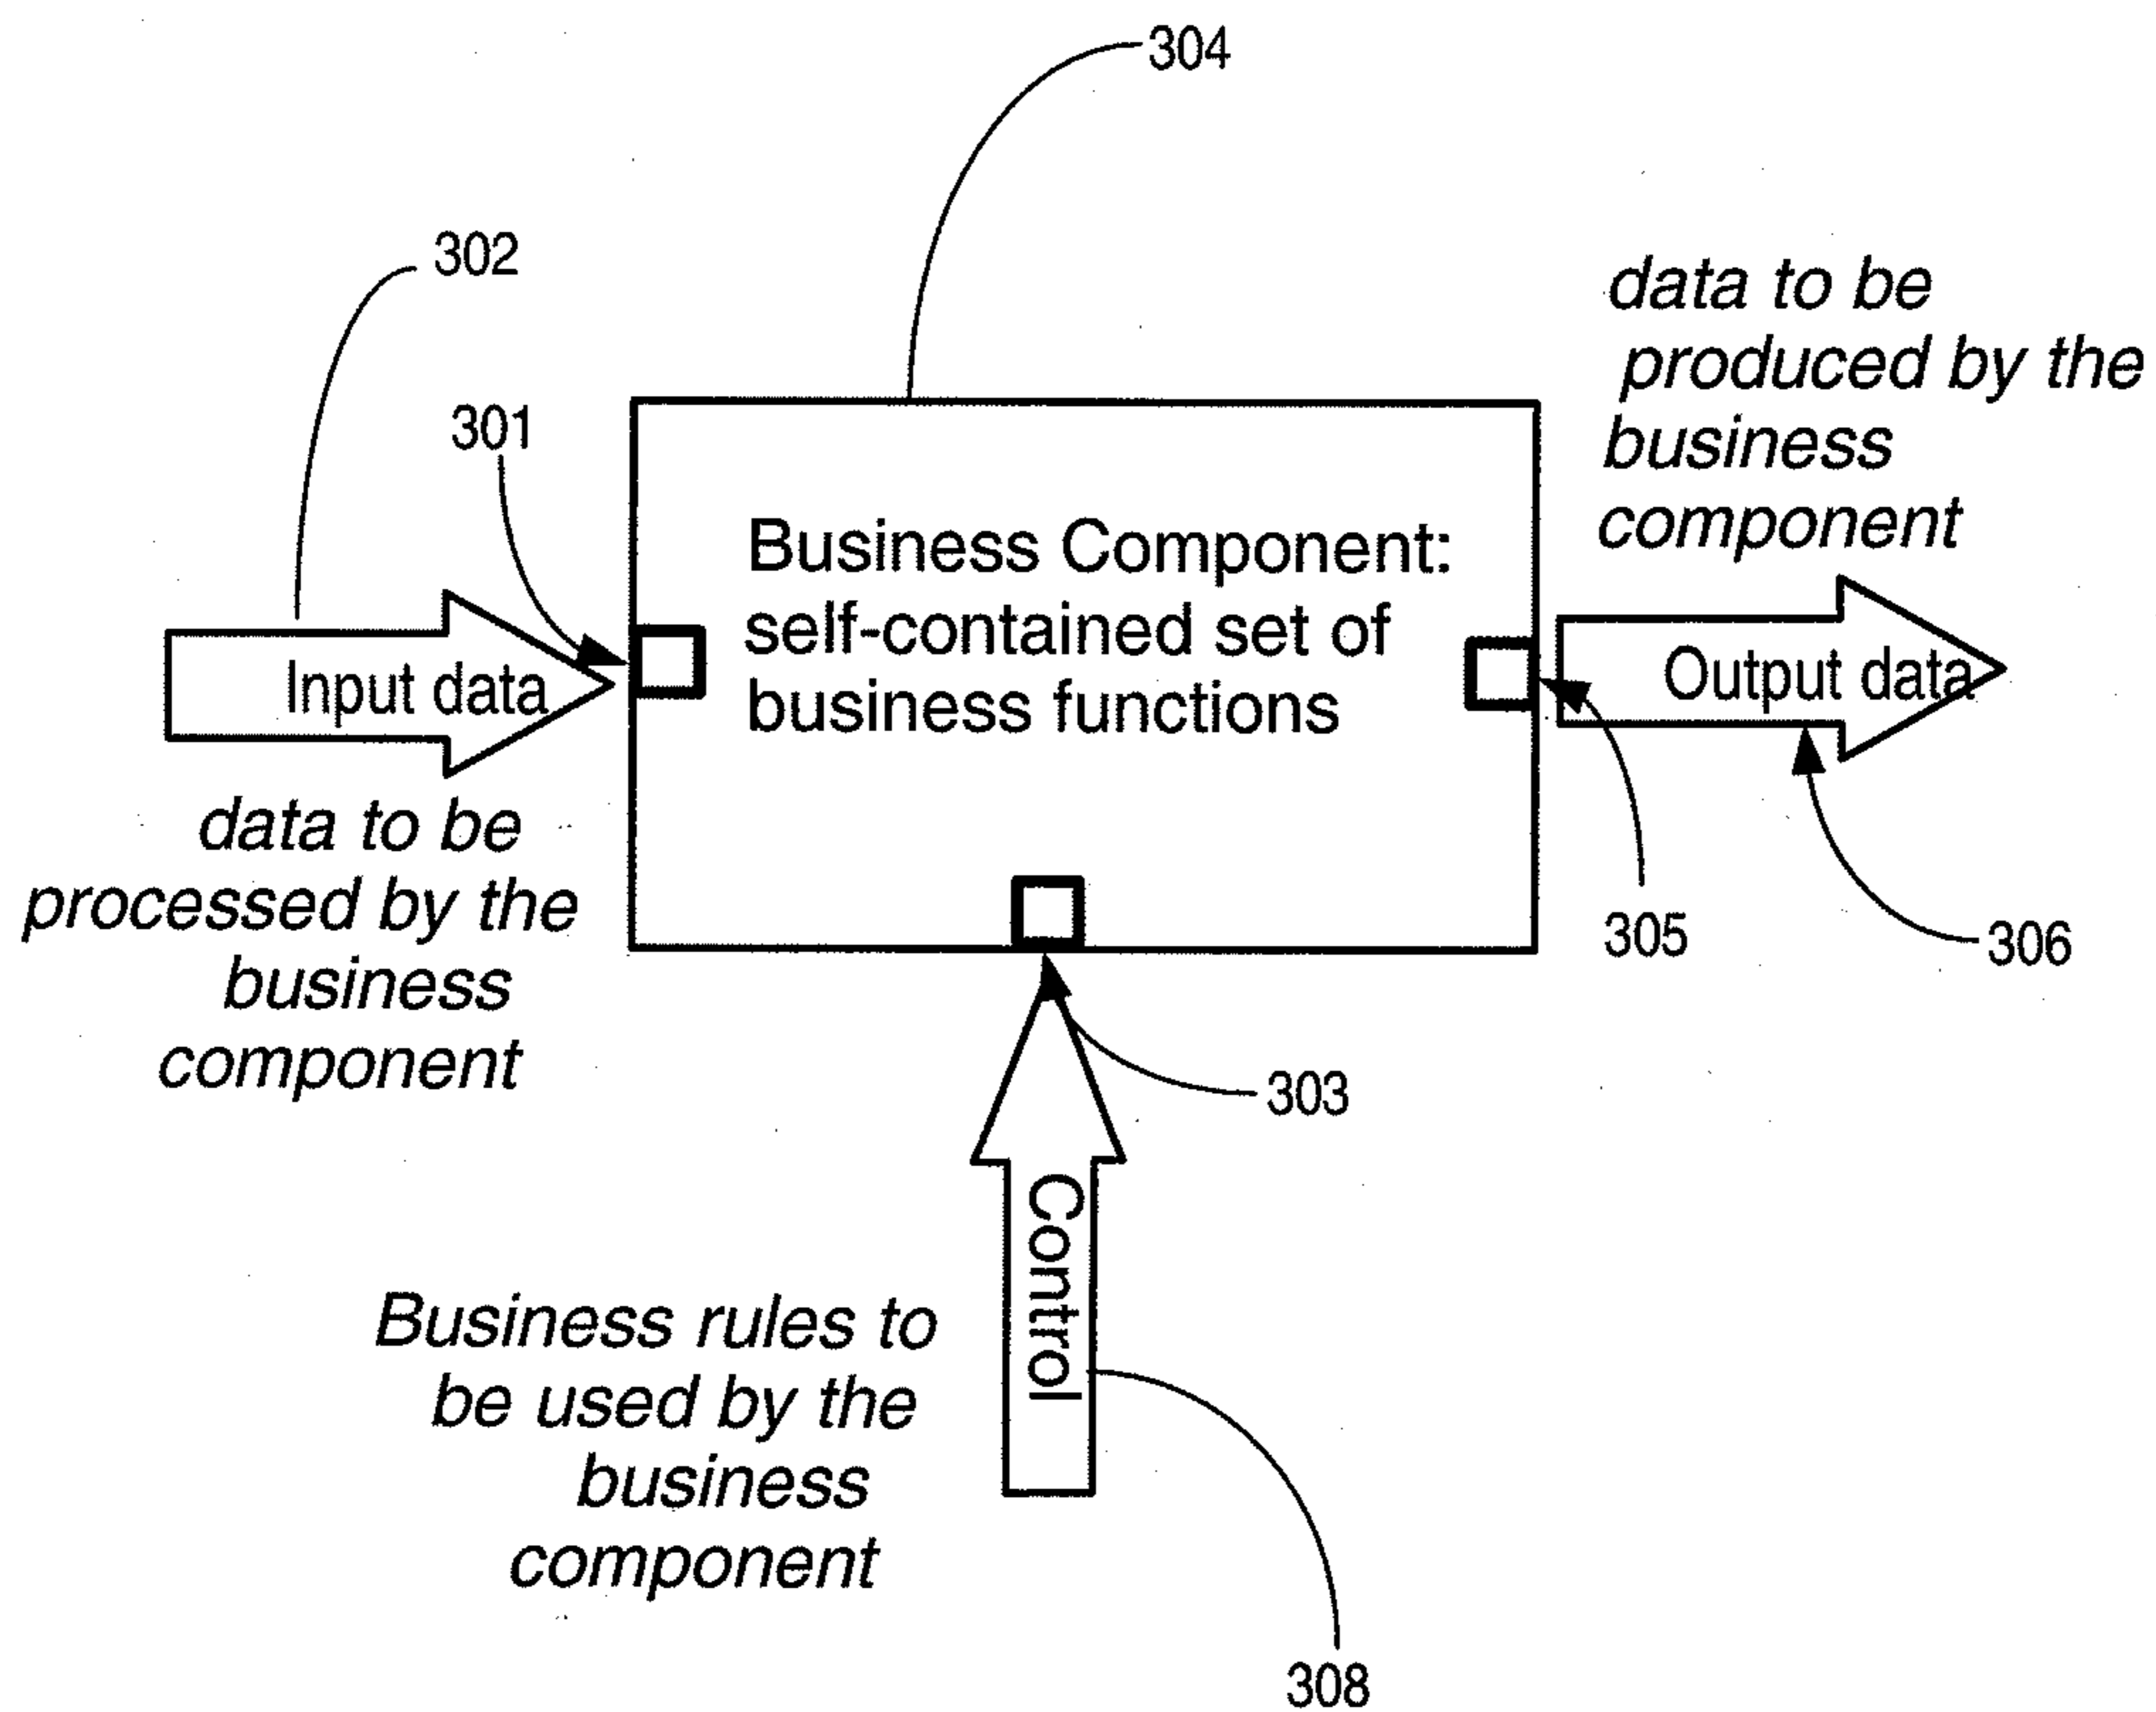 304
302
301
data to be
produced by the
business
component
Business Component:
self-contained set of
business functions
Input data
Output data
data to be
processed by the
business
component
305
306
303
Control
Business rules to
be used by the
business
component
308